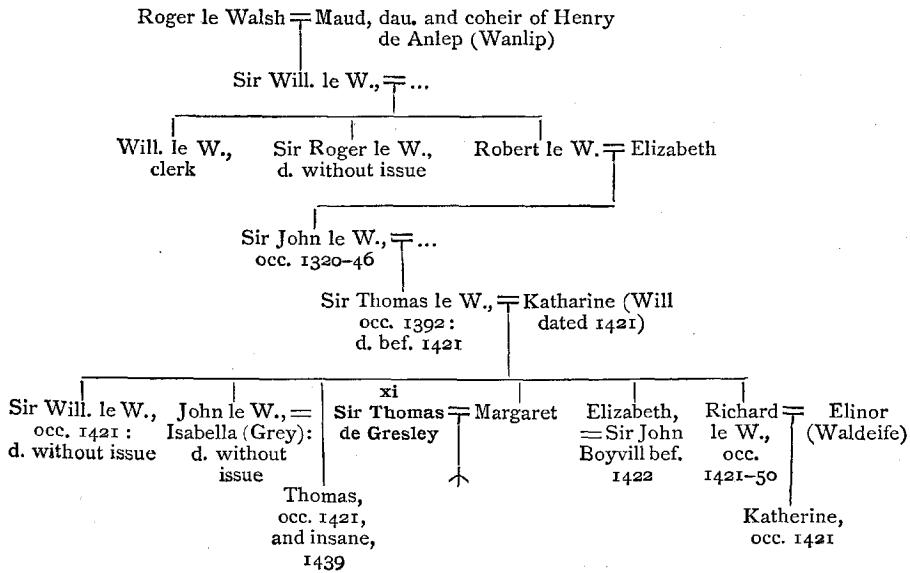 Roger le Walsh = Maud, dau. and coheir of Henry
de Anlep (Wanlip)
Sir Will. le W., = ...
Will. le W.,
clerk
Sir Roger le W.,
d. without issue
Robert le W. = Elizabeth
Sir John le W., = ...
occ. 1320-46
Sir Thomas le W.,
occ. 1392:
d. bef. 1421
= Katharine (Will
dated 1421)
Sir Will. le W.,
occ. 1421:
d. without issue
John le W., =
Isabella (Grey):
d. without
issue
Thomas,
occ. 1421,
and insane,
1439
xi
Sir Thomas
de Gresley
= Margaret
Elizabeth,
=Sir John
Boyvill bef.
1422
Richard
le W.,
occ.
1421-50
= Elinor
(Waldeife)
Katherine,
occ. 1421